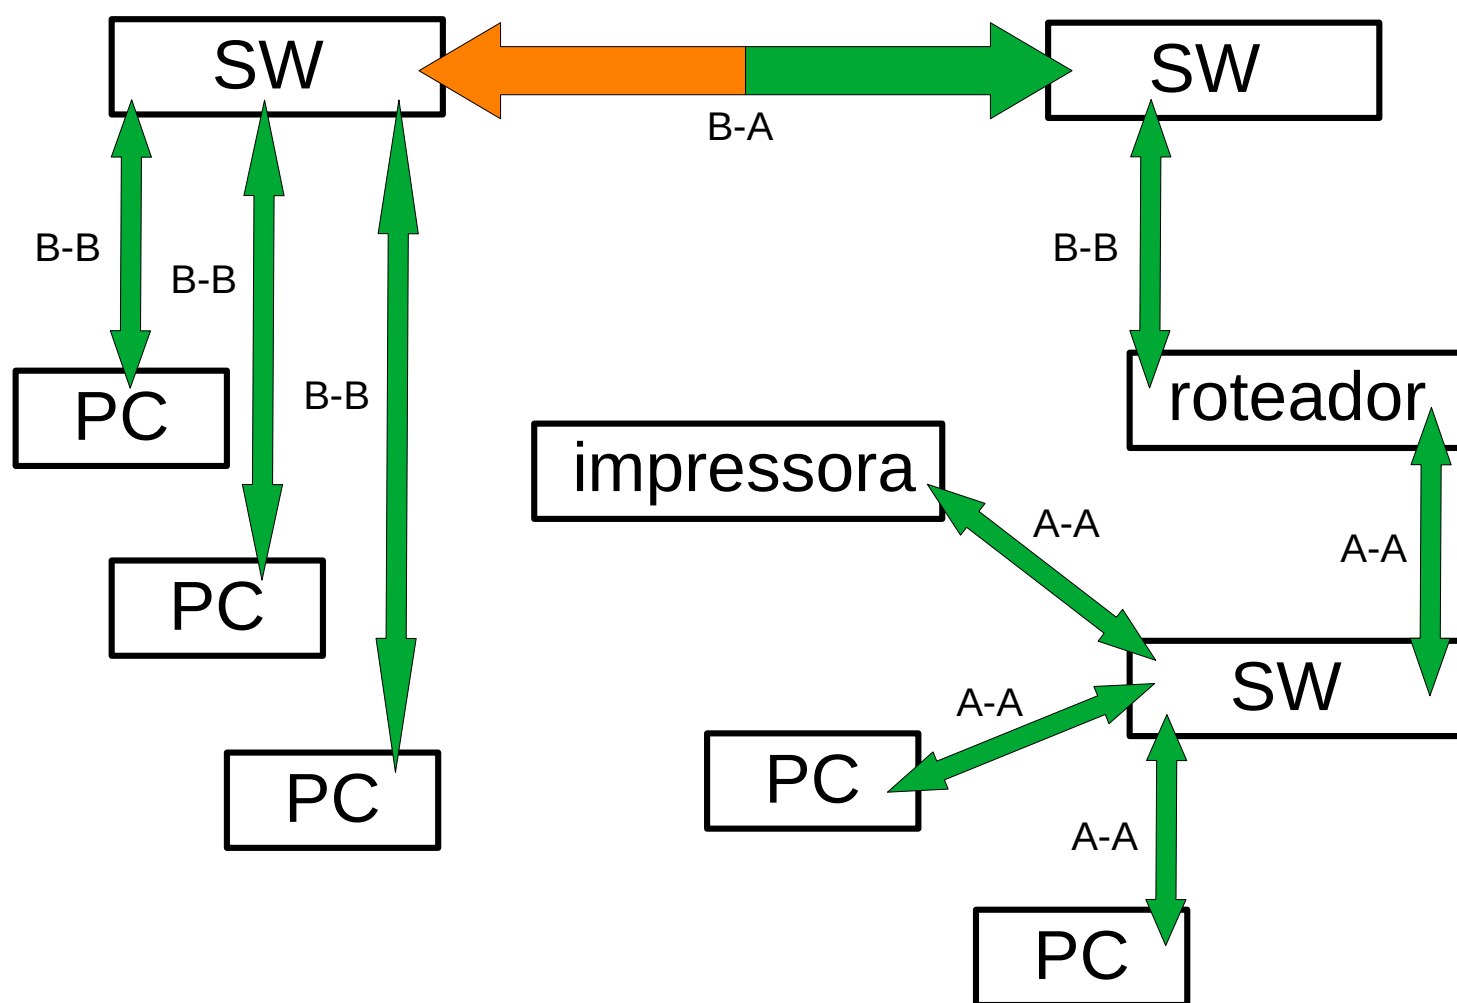 SW
SW
B-A
B-B
B-B
B-B
B-B
PC
roteador
impressora
A-A
A-A
PC
SW
A-A
PC
PC
A-A
PC